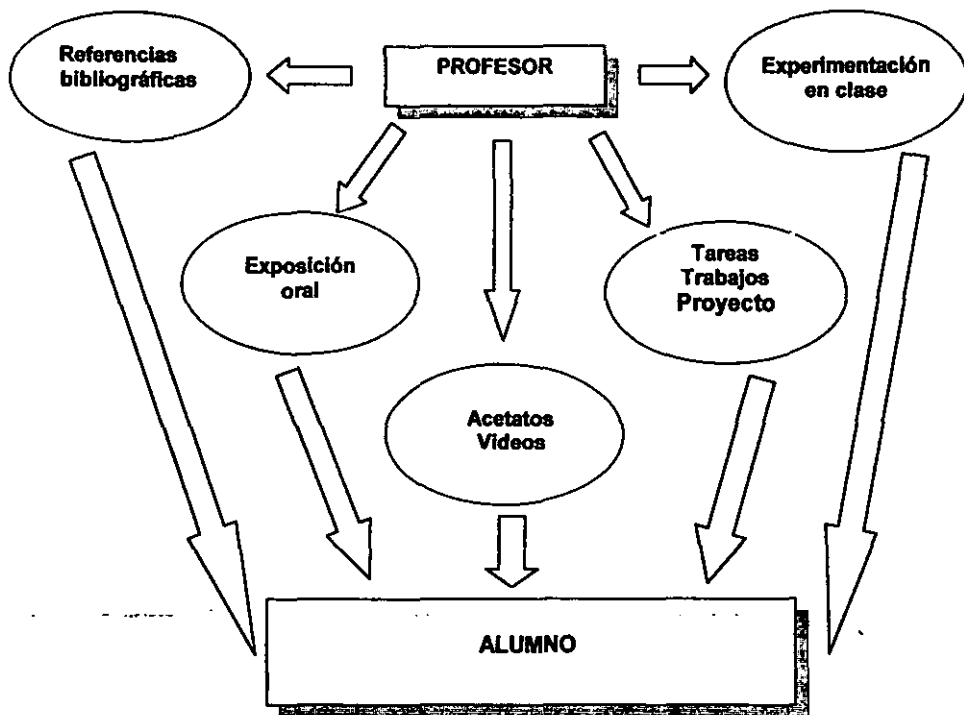 Referencias
bibliográficas
PROFESOR
Experimentación
en clase
Exposición
oral
Tareas
Trabajos
Proyecto
Acetatos
Videos
ALUMNO